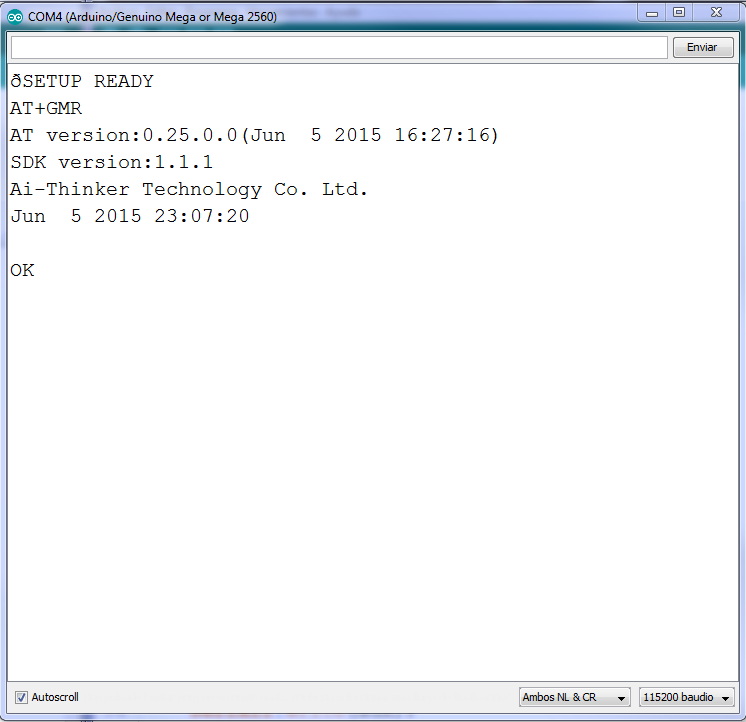 COM4 (Arduino/Genuino Mega or Mega 2560)
Enviar
ðSETUP READY
AT+GMR
AT version:0.25.0.0(Jun  5 2015 16:27:16)
SDK version:1.1.1
Ai-Thinker Technology Co. Ltd.
Jun  5 2015 23:07:20
OK
Autoscroll
Ambos NL & CR
115200 baudio